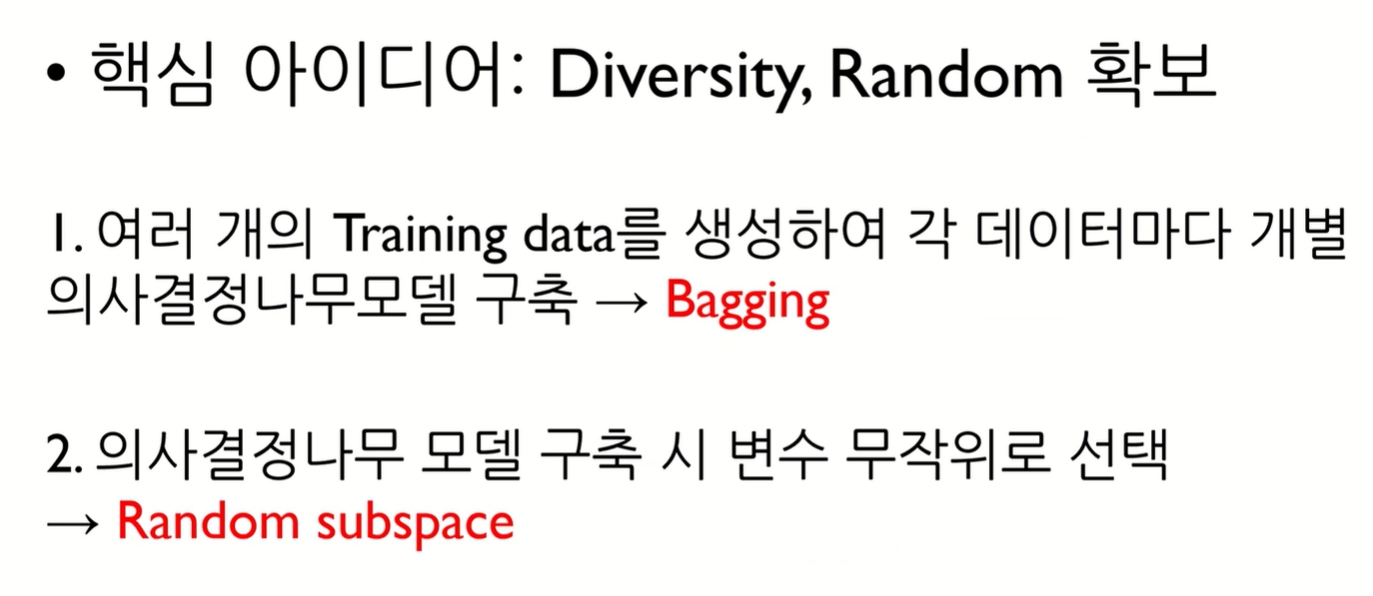 • 핵심 아이디어: Diversity, Random 확보
1. 여러 개의 Training data를 생성하여 각 데이터마다 개별
의사결정나무모델 구축 → Bagging
2. 의사결정나무 모델 구축 시 변수 무작위로 선택
→ Random subspace